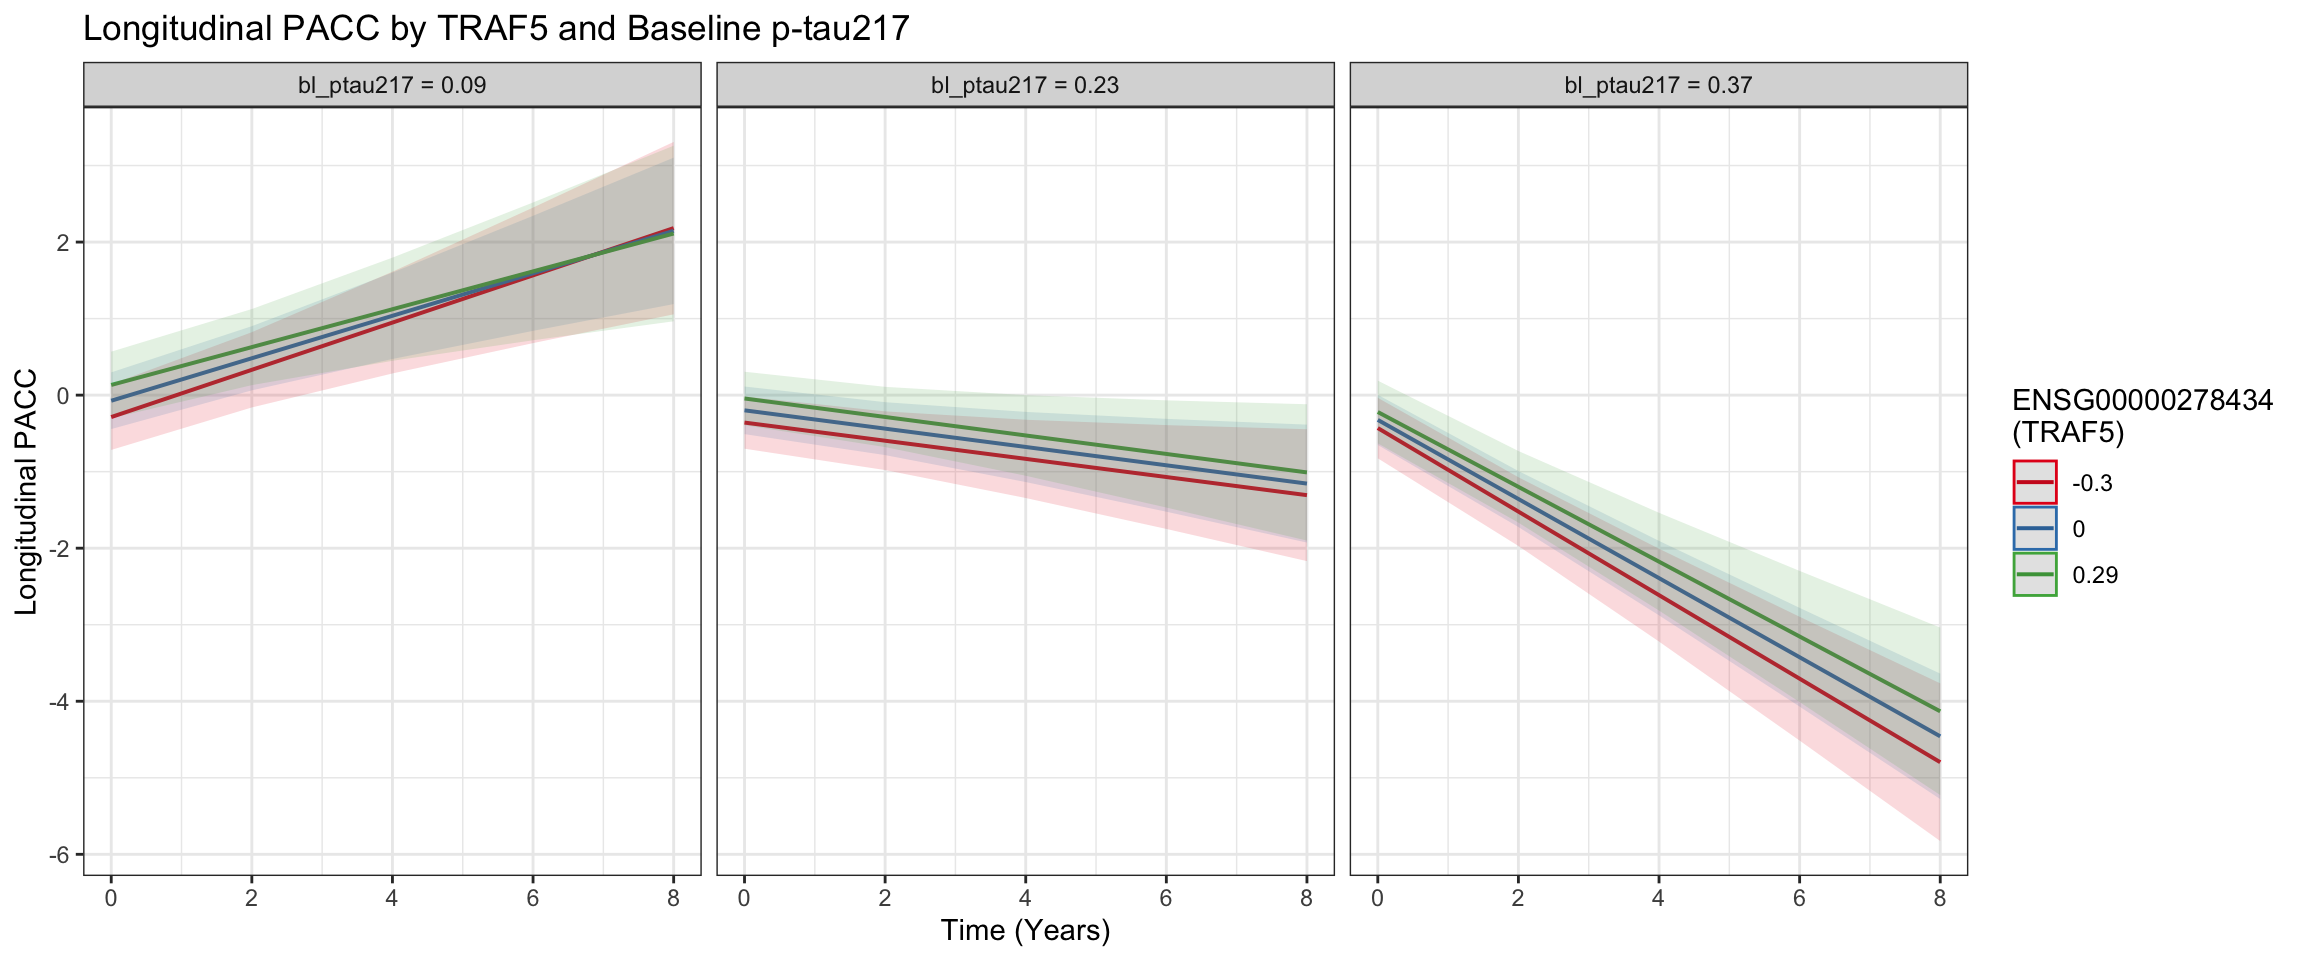 Longitudinal PACC by TRAF5 and Baseline p-tau217
bl_ptau217 = 0.09
bl_ptau217 = 0.23
bl_ptau217 = 0.37
Longitudinal PACC
2
0
-2
-4
-6
0 2 4 6 8
0 2 4 6 8
0 2 4 6 8
Time (Years)
ENSG00000278434
(TRAF5)
-0.3
0
0.29